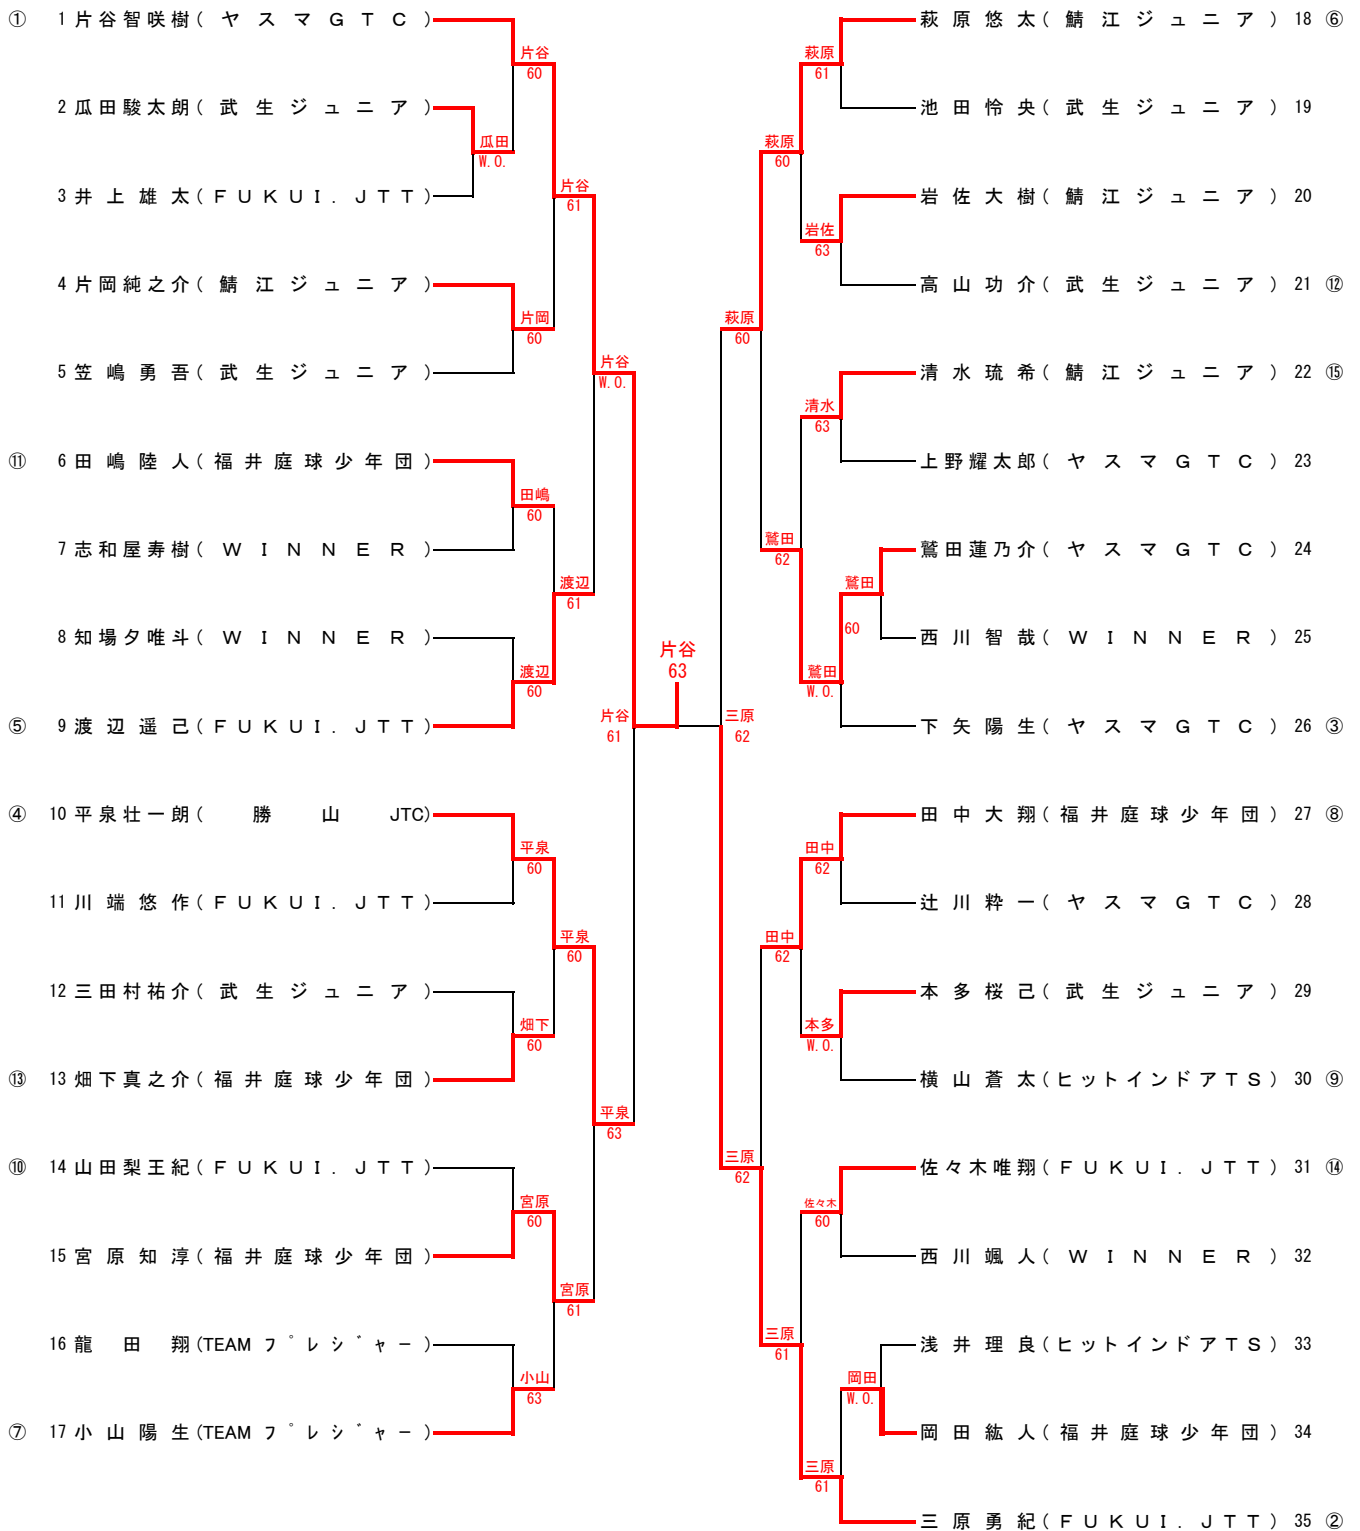 ① 1 片谷智咲樹(ヤスマGTC)
片谷
60
2 瓜田駿太朗(武生ジュニア)
瓜田
W.O.
3 井上雄太(FUKUI.JTT)
片谷
61
4 片岡純之介(鯖江ジュニア)
片岡
60
5 笠嶋勇吾(武生ジュニア)
片谷
W.O.
⑪ 6 田嶋陸人(福井庭球少年団)
田嶋
60
7 志和屋寿樹(WINNER)
渡辺
61
8 知場夕唯斗(WINNER)
渡辺
60
⑤ 9 渡辺遥己(FUKUI.JTT)
片谷
61
④ 10 平泉壮一朗(勝山JTC)
平泉
60
11 川端悠作(FUKUI.JTT)
平泉
60
12 三田村祐介(武生ジュニア)
畑下
60
⑬ 13 畑下真之介(福井庭球少年団)
平泉
63
⑩ 14 山田梨王紀(FUKUI.JTT)
宮原
60
15 宮原知淳(福井庭球少年団)
宮原
61
16 龍田翔(TEAMプレジャー)
小山
63
⑦ 17 小山陽生(TEAMプレジャー)
片谷
63
萩原悠太(鯖江ジュニア) 18 ⑥
萩原
61
池田怜央(武生ジュニア) 19
萩原
60
岩佐大樹(鯖江ジュニア) 20
岩佐
63
高山功介(武生ジュニア) 21 ⑫
萩原
60
清水琉希(鯖江ジュニア) 22 ⑮
清水
63
上野耀太郎(ヤスマGTC) 23
鷲田
62
鷲田蓮乃介(ヤスマGTC) 24
鷲田
60
西川智哉(WINNER) 25
鷲田
W.O.
下矢陽生(ヤスマGTC) 26 ③
三原
62
田中大翔(福井庭球少年団) 27 ⑧
田中
62
辻川粋一(ヤスマGTC) 28
田中
62
本多桜己(武生ジュニア) 29
本多
W.O.
横山蒼太(ヒットインドアTS) 30 ⑨
三原
62
佐々木唯翔(FUKUI.JTT) 31 ⑭
佐々木
60
西川颯人(WINNER) 32
三原
61
浅井理良(ヒットインドアTS) 33
岡田
W.O.
岡田紘人(福井庭球少年団) 34
三原
61
三原勇紀(FUKUI.JTT) 35 ②